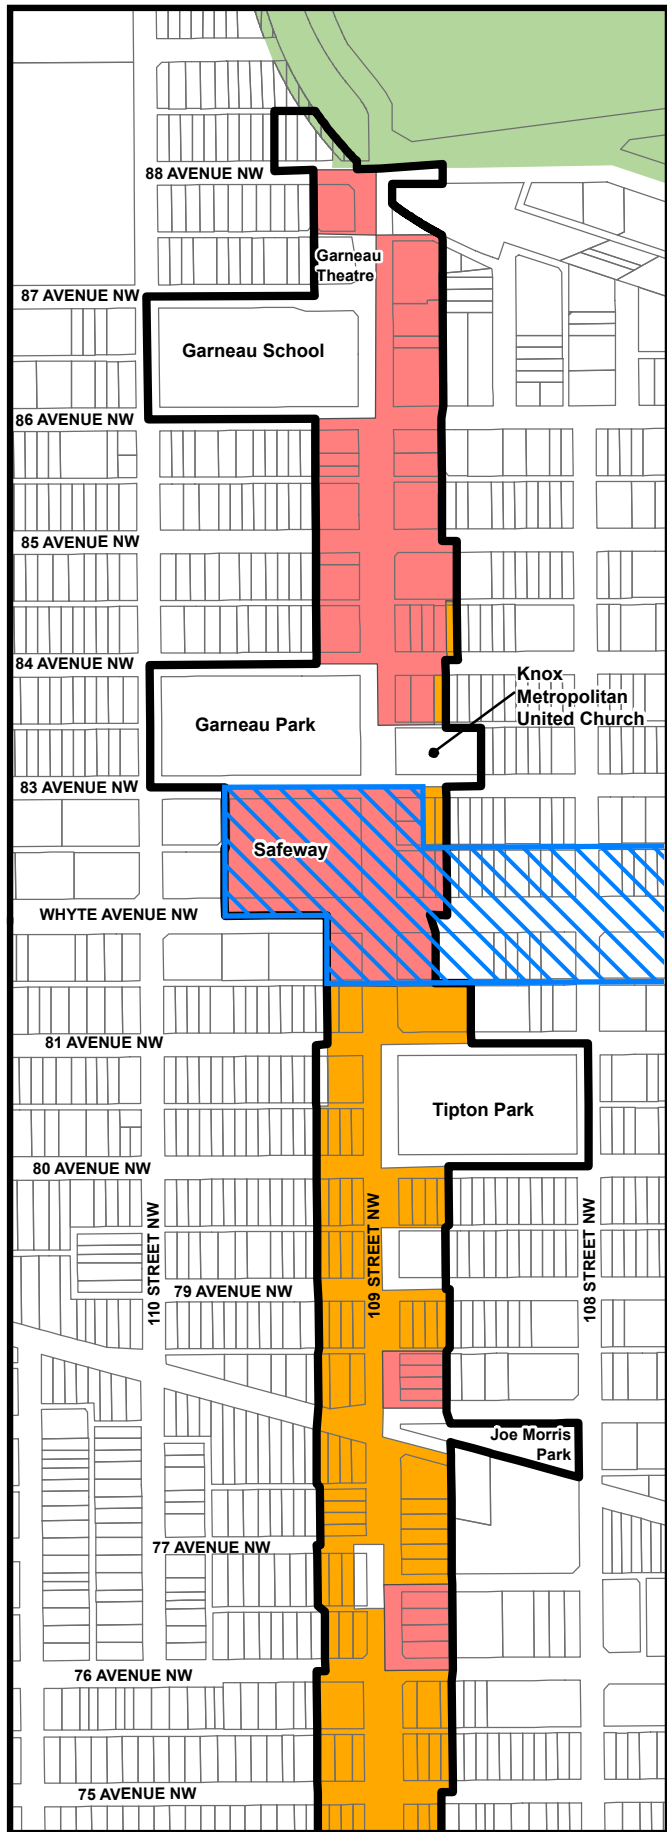 88 AVENUE NW
Garneau
Theatre
87 AVENUE NW
Garneau School
86 AVENUE NW
85 AVENUE NW
84 AVENUE NW
Knox
Metropolitan
United Church
Garneau Park
83 AVENUE NW
Safeway
WHYTE AVENUE NW
81 AVENUE NW
Tipton Park
80 AVENUE NW
110 STREET NW
109 STREET NW
108 STREET NW
79 AVENUE NW
Joe Morris
Park
77 AVENUE NW
76 AVENUE NW
75 AVENUE NW